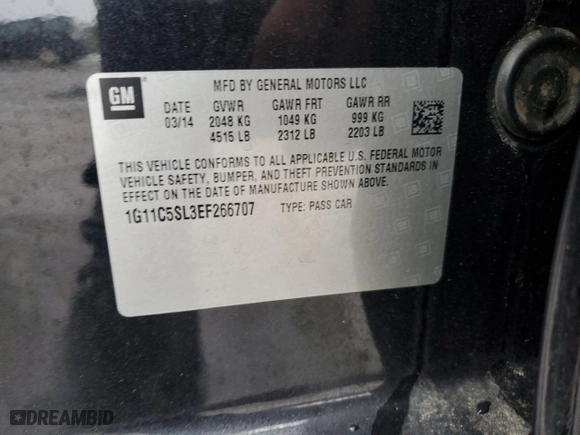 GM
MFD BY GENERAL MOTORS LLC
DATE GVWR GAWR FRT GAWR RR
03/14 2048 KG 1049 KG 999 KG
4515 LB 2312 LB 2203 LB
THIS VEHICLE CONFORMS TO ALL APPLICABLE U.S. FEDERAL MOTOR
VEHICLE SAFETY, BUMPER, AND THEFT PREVENTION STANDARDS IN
EFFECT ON THE DATE OF MANUFACTURE SHOWN ABOVE.
1G11C5SL3EF266707 TYPE: PASS CAR
DREAMBID